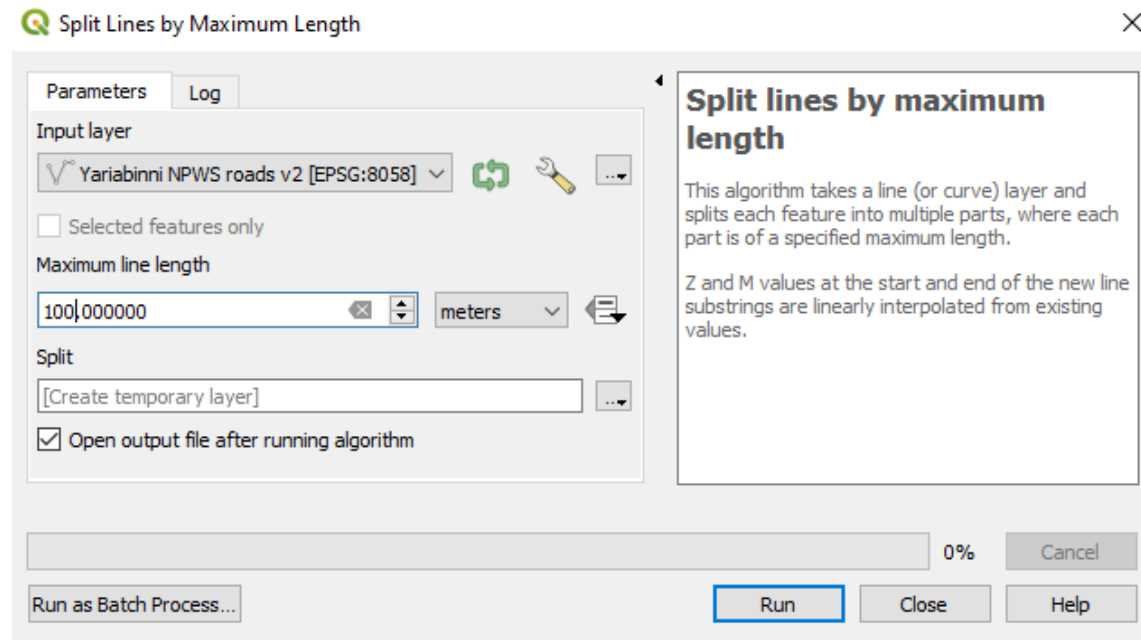 Split Lines by Maximum Length
Parameters
Log
Input layer
Yariabinni NPWS roads v2 [EPSG:8058]
...
Selected features only
Maximum line length
100.000000
meters
Split
[Create temporary layer]
...
Open output file after running algorithm
Split lines by maximum
length
This algorithm takes a line (or curve) layer and
splits each feature into multiple parts, where each
part is of a specified maximum length.
Z and M values at the start and end of the new line
substrings are linearly interpolated from existing
values.
0%
Cancel
Run as Batch Process...
Run
Close
Help